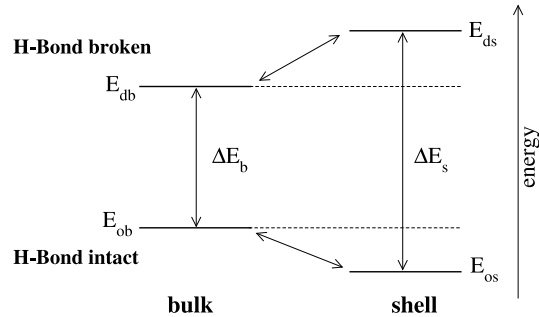 H-Bond broken
E_ds
E_db
ΔE_b
ΔE_s
energy
E_ob
H-Bond intact
E_os
bulk
shell